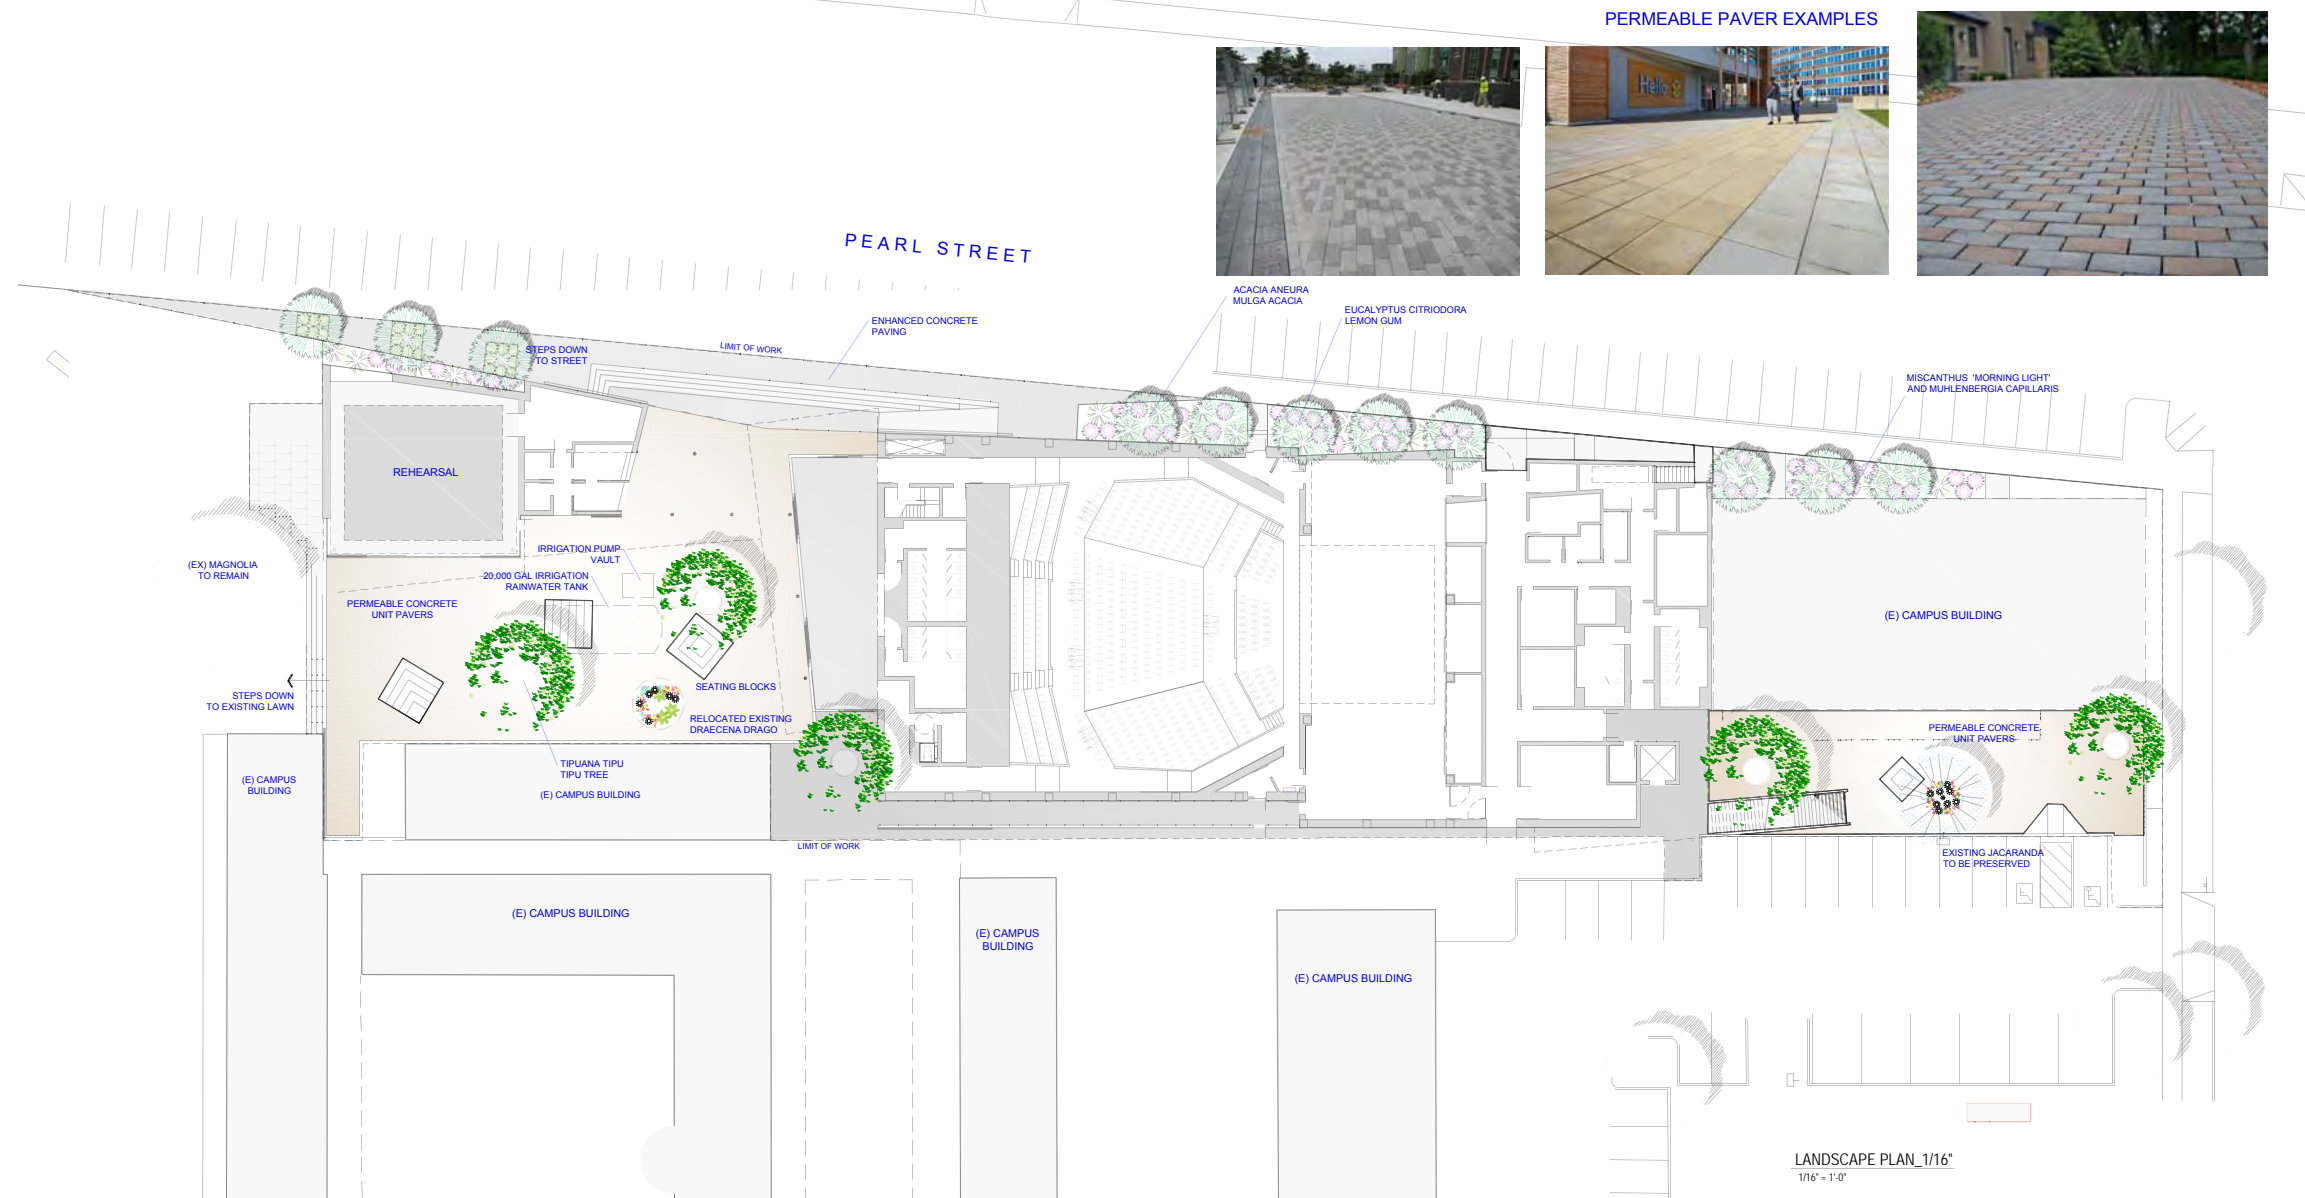 PERMEABLE PAVER EXAMPLES
Hello
PEARL STREET
ACACIA ANEURA
MULGA ACACIA
EUCALYPTUS CITRIODORA
LEMON GUM
ENHANCED CONCRETE
PAVING
LIMIT OF WORK
STEPS DOWN
TO STREET
MISCANTHUS 'MORNING LIGHT'
AND MUHLENBERGIA CAPILLARIS
REHEARSAL
IRRIGATION PUMP
VAULT
(EX) MAGNOLIA
TO REMAIN
20,000 GAL IRRIGATION
RAINWATER TANK
PERMEABLE CONCRETE
UNIT PAVERS
(E) CAMPUS BUILDING
SEATING BLOCKS
STEPS DOWN
TO EXISTING LAWN
RELOCATED EXISTING
DRAECENA DRAGO
PERMEABLE CONCRETE
UNIT PAVERS
TIPUANA TIPU
TIPU TREE
(E) CAMPUS
BUILDING
(E) CAMPUS BUILDING
LIMIT OF WORK
EXISTING JACARANDA
TO BE PRESERVED
(E) CAMPUS BUILDING
(E) CAMPUS
BUILDING
(E) CAMPUS BUILDING
LANDSCAPE PLAN_1/16"
1/16" = 1'-0"